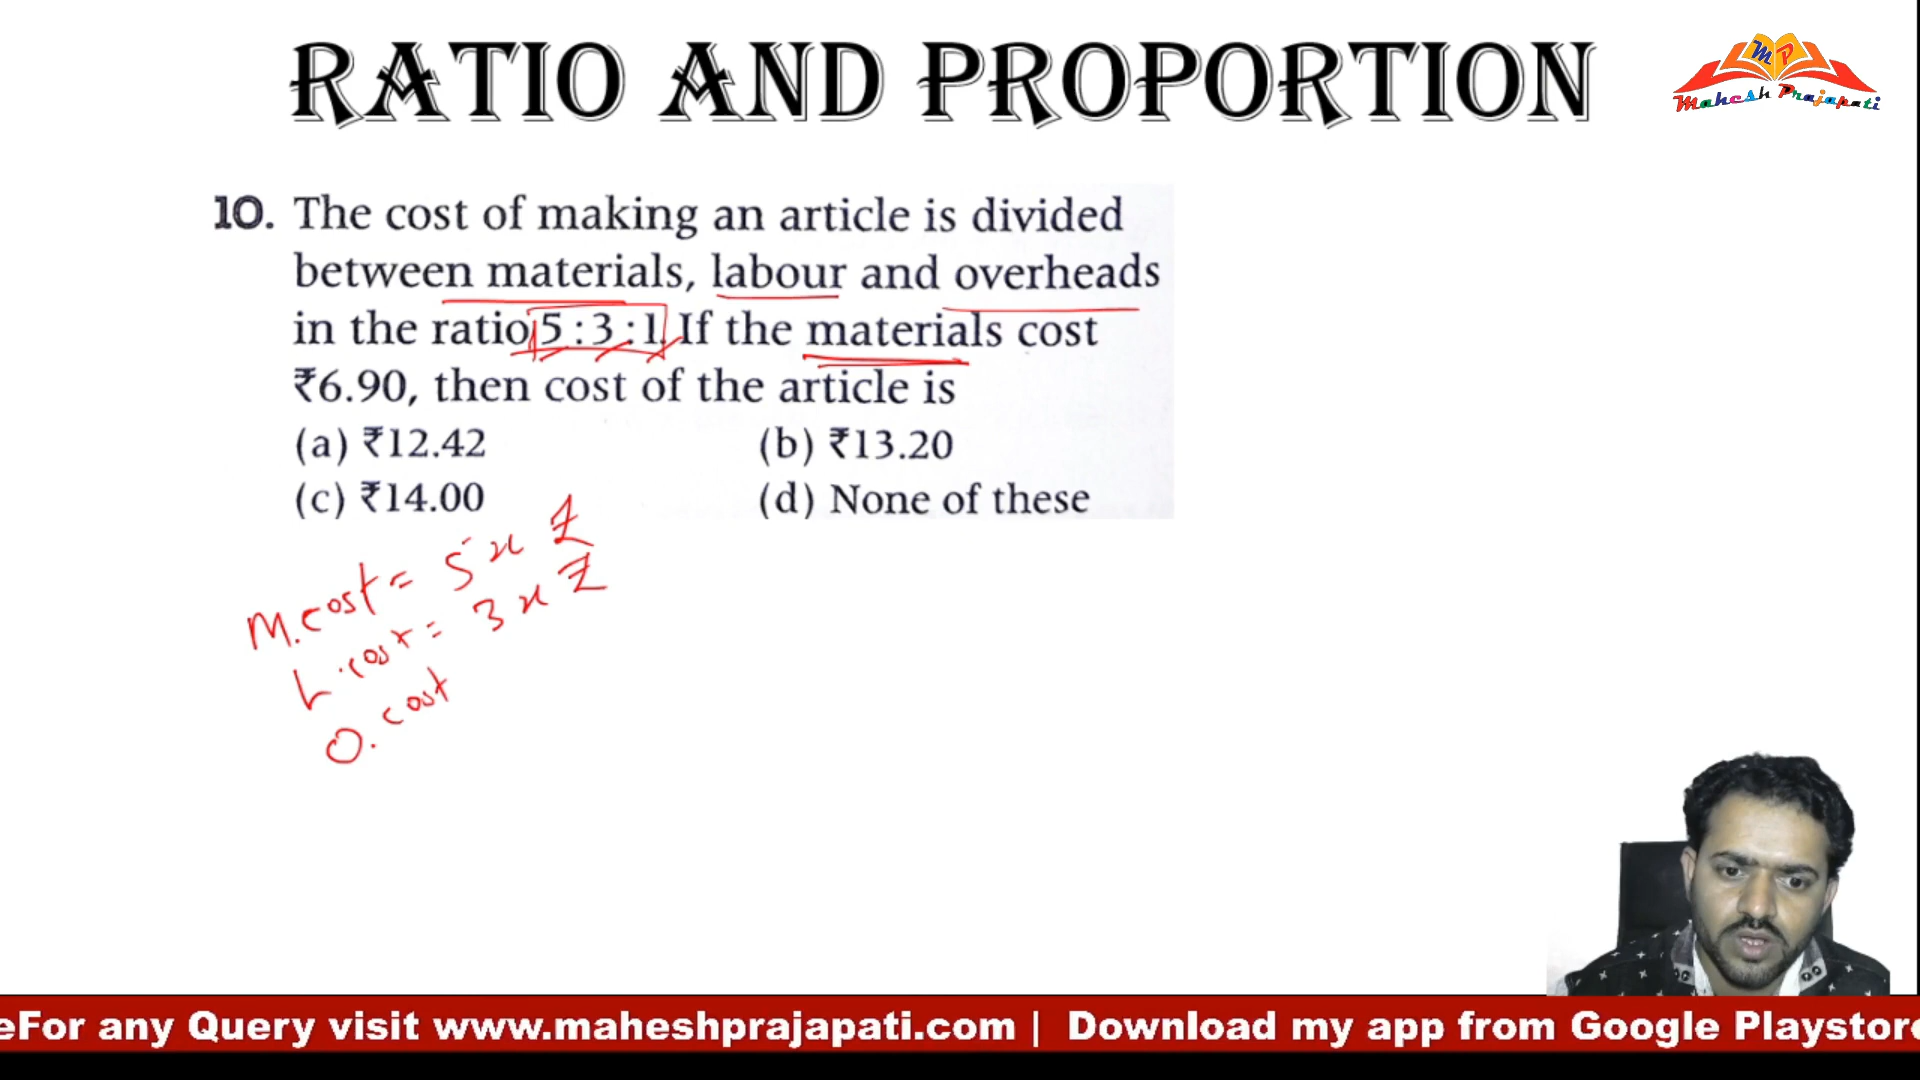 RATIO AND PROPORTION
MP
Mahesh Prajapati
10. The cost of making an article is divided
between materials, labour and overheads
in the ratio 5 : 3 : 1. If the materials cost
₹6.90, then cost of the article is
(a) ₹12.42 (b) ₹13.20
(c) ₹14.00 (d) None of these
M.cost = 5x ₹
L.cost = 3x ₹
O.cost
eFor any Query visit www.maheshprajapati.com | Download my app from Google Playstore